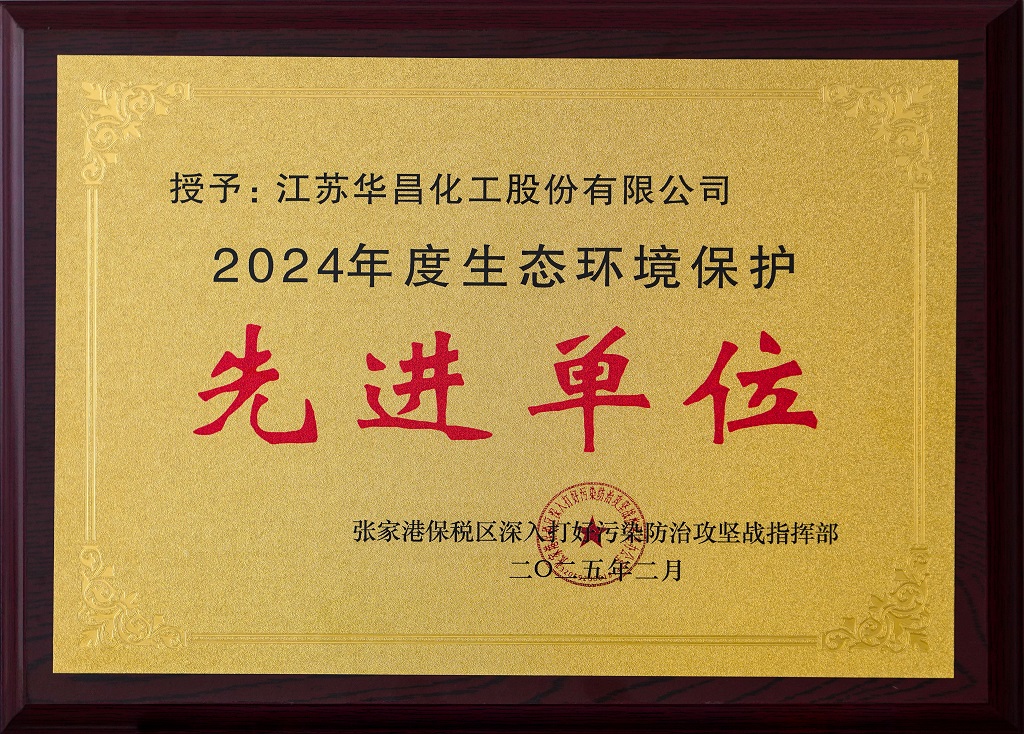 授予：江苏华昌化工股份有限公司
2024年度生态环境保护
先进单位
张家港保税区深入打好污染防治攻坚战指挥部
二〇二五年二月